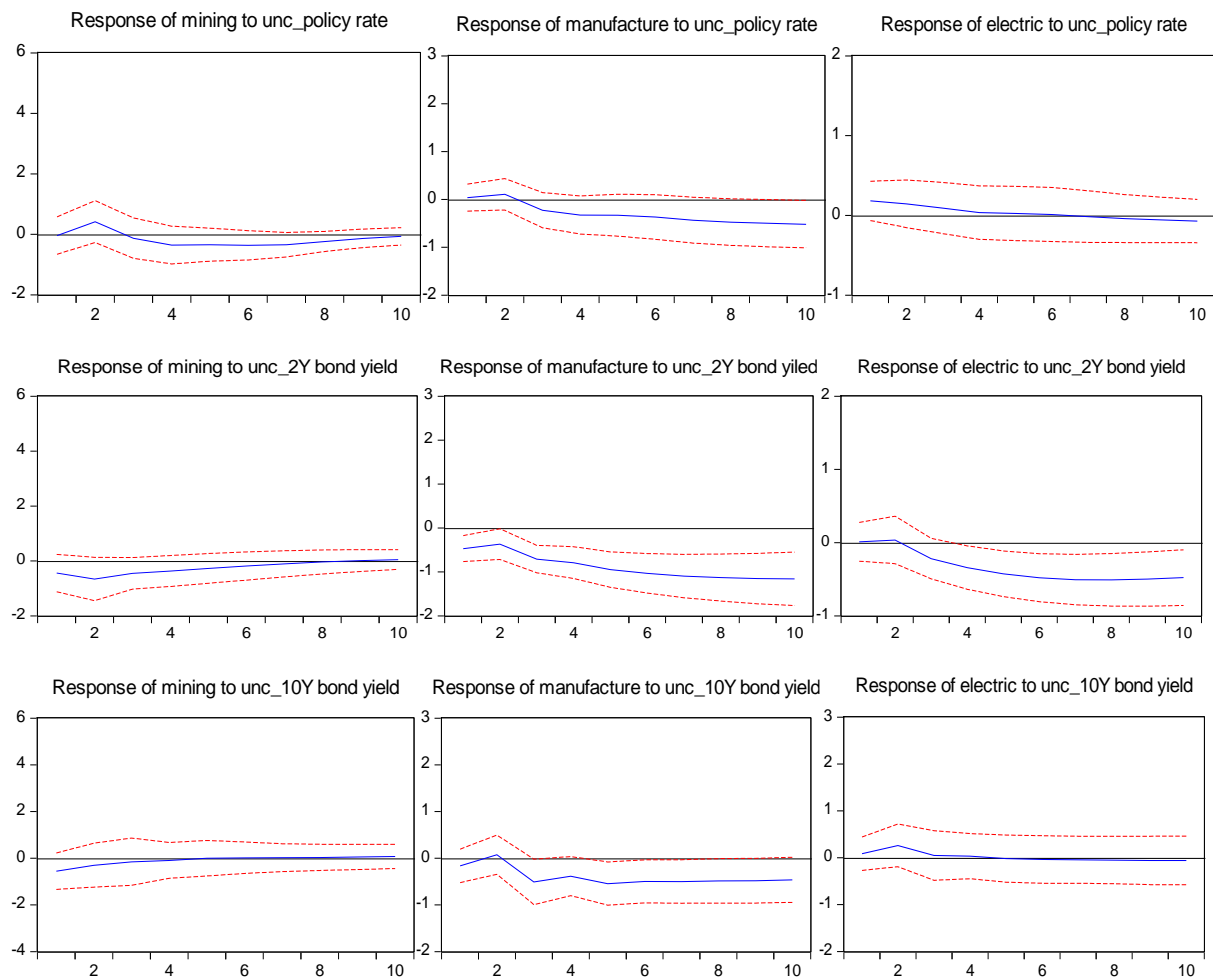 Response of mining to unc_policy rate
Response of manufacture to unc_policy rate
Response of electric to unc_policy rate
6
4
2
0
-2
2 4 6 8 10
3
2
1
0
-1
-2
2 4 6 8 10
2
1
0
-1
2 4 6 8 10
Response of mining to unc_2Y bond yield
Response of manufacture to unc_2Y bond yiled
Response of electric to unc_2Y bond yield
6
4
2
0
-2
2 4 6 8 10
3
2
1
0
-1
-2
2 4 6 8 10
2
1
0
-1
2 4 6 8 10
Response of mining to unc_10Y bond yield
Response of manufacture to unc_10Y bond yield
Response of electric to unc_10Y bond yield
6
4
2
0
-2
-4
2 4 6 8 10
3
2
1
0
-1
-2
2 4 6 8 10
3
2
1
0
-1
-2
2 4 6 8 10